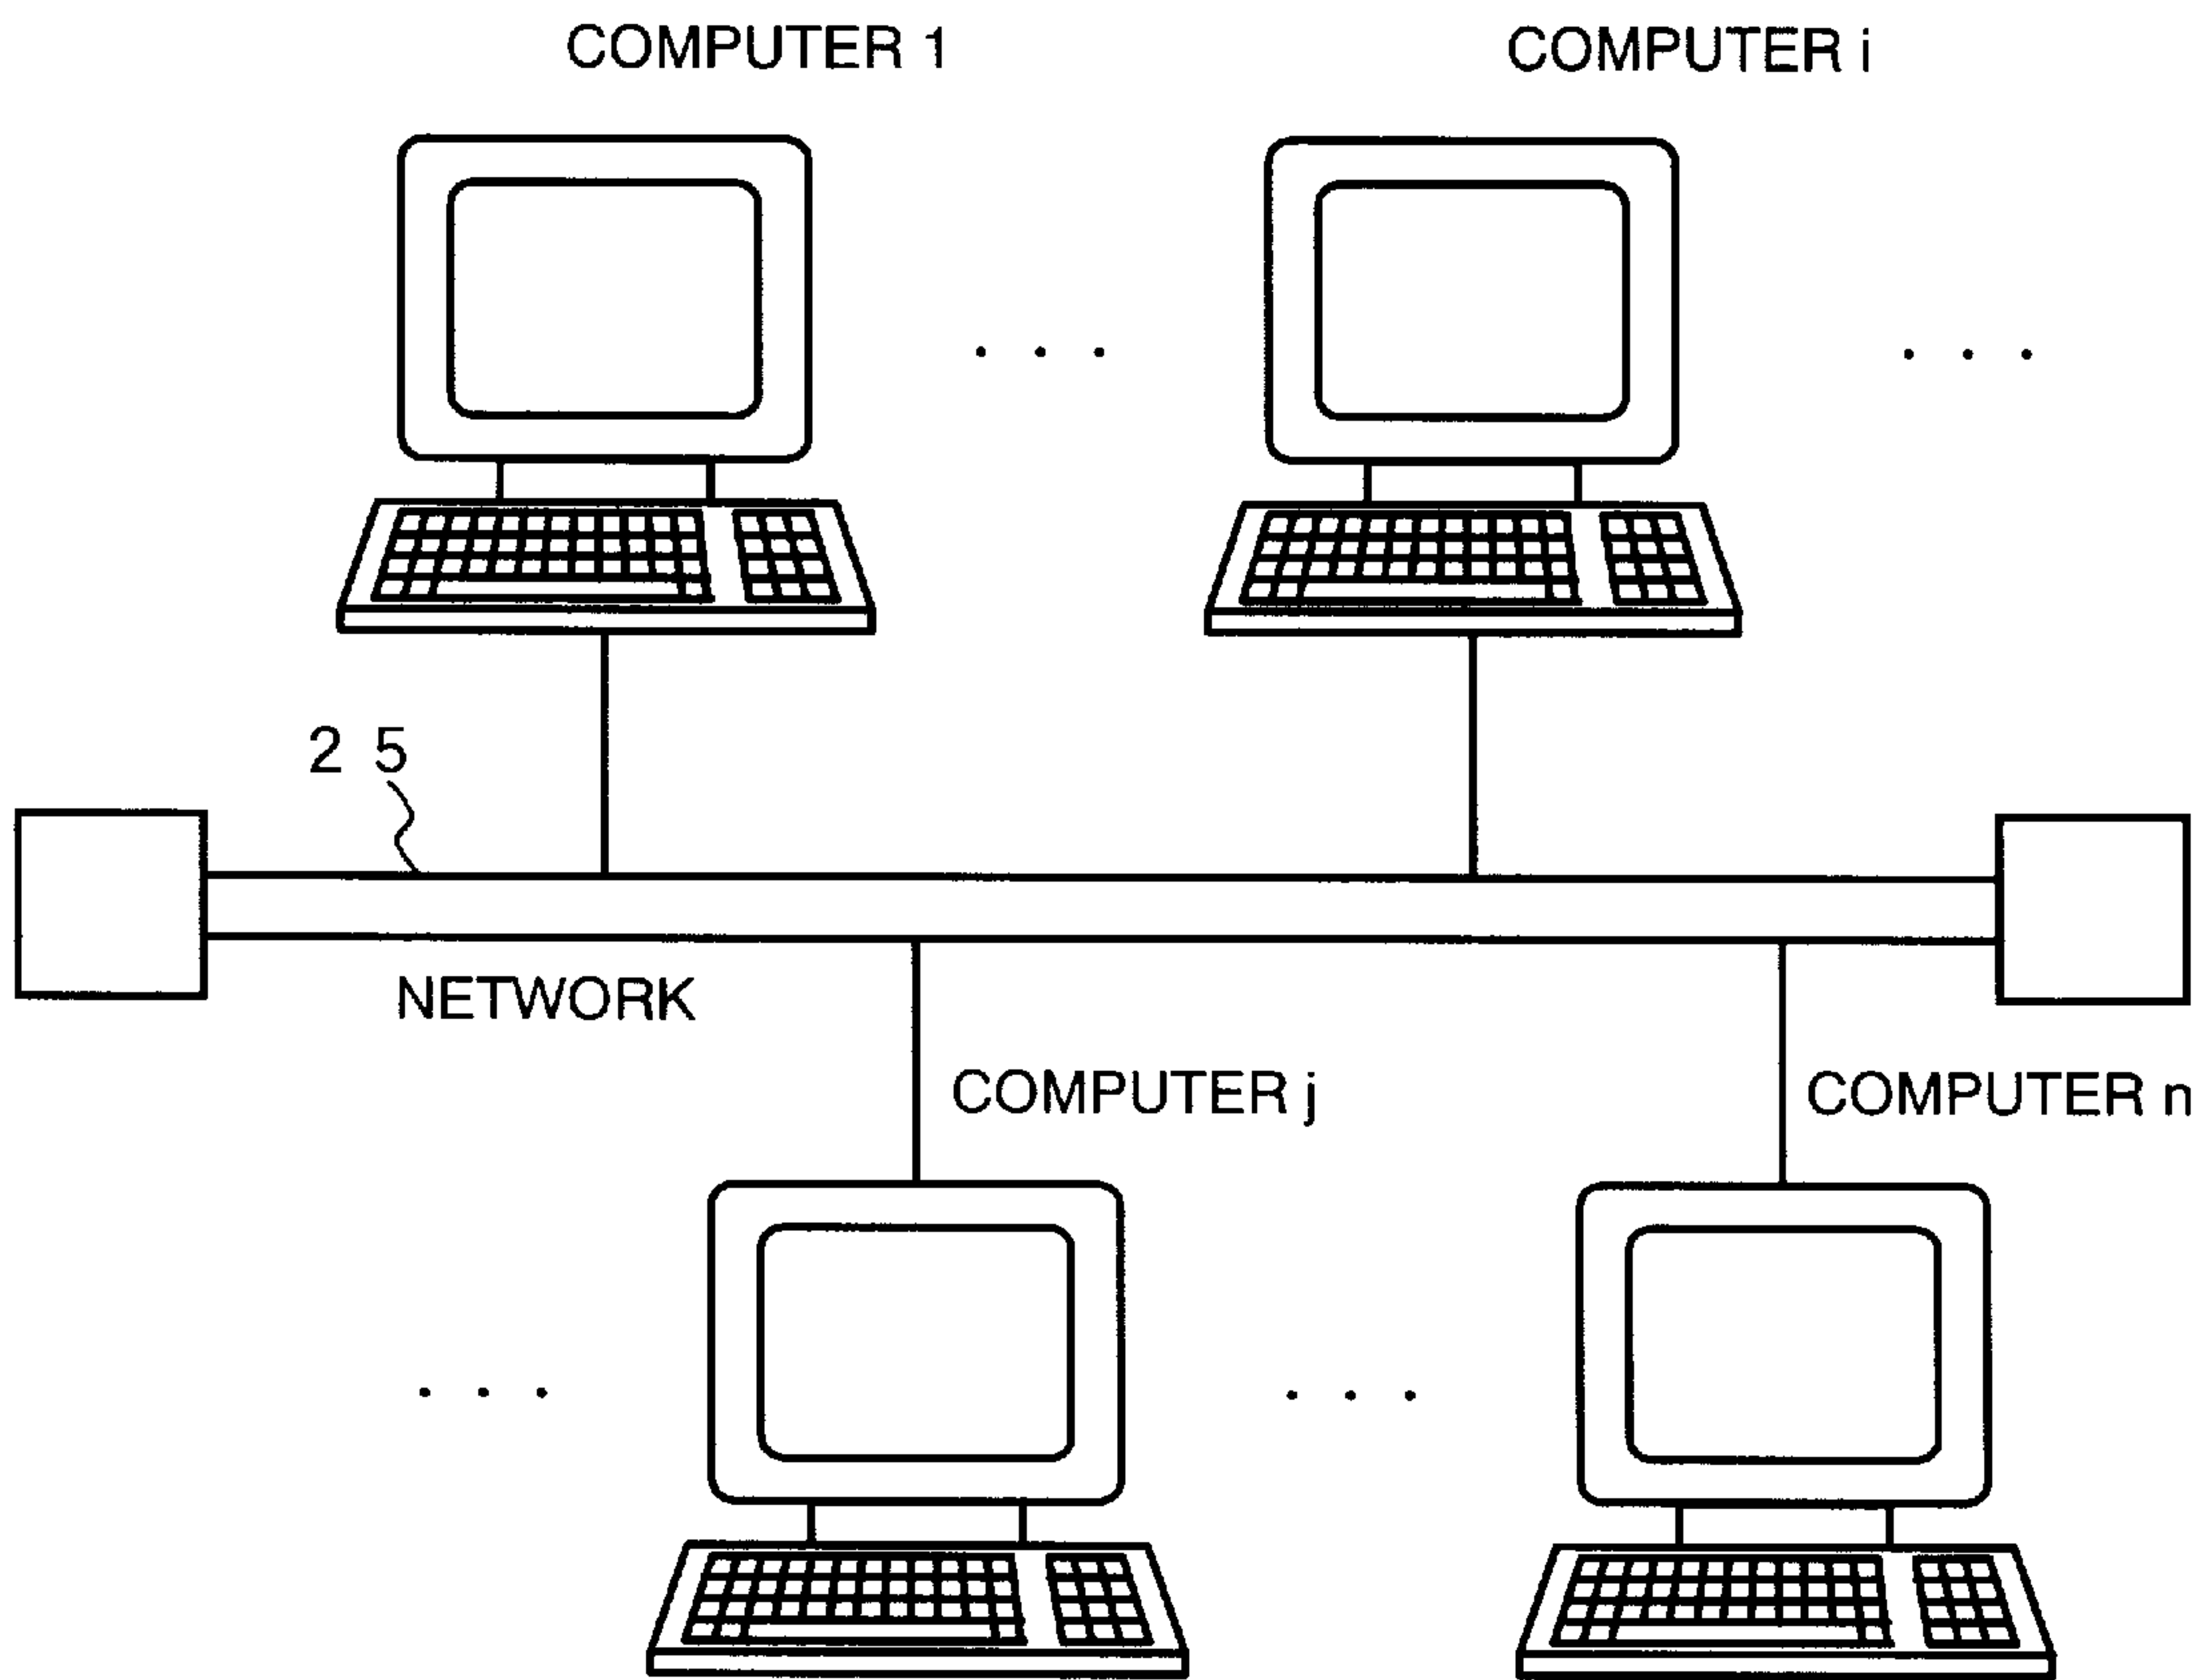 COMPUTER 1
COMPUTER i
. . .
. . .
2 5
NETWORK
COMPUTER j
COMPUTER n
. . .
. . .